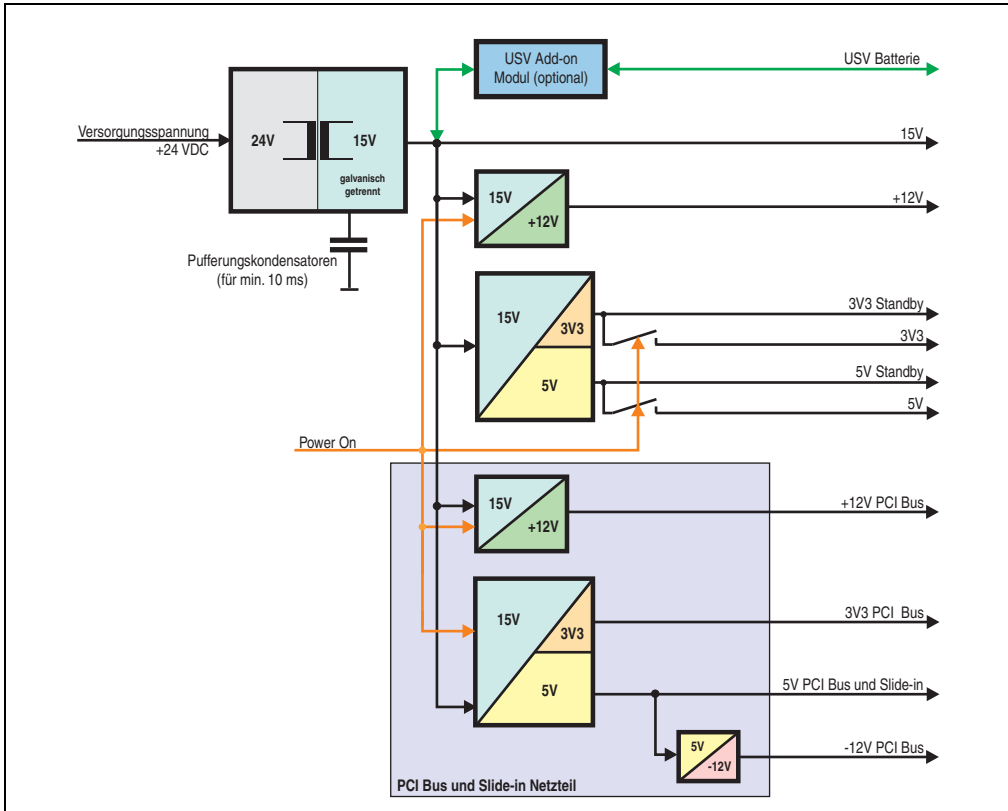 USV Add-on
Modul (optional)
USV Batterie
Versorgungsspannung
+24 VDC
24V
15V
galvanisch
getrennt
15V
15V
+12V
+12V
Pufferungskondensatoren
(für min. 10 ms)
15V
3V3
5V
3V3 Standby
3V3
5V Standby
5V
Power On
15V
+12V
+12V PCI Bus
15V
3V3
5V
3V3 PCI Bus
5V PCI Bus und Slide-in
5V
-12V
-12V PCI Bus
PCI Bus und Slide-in Netzteil